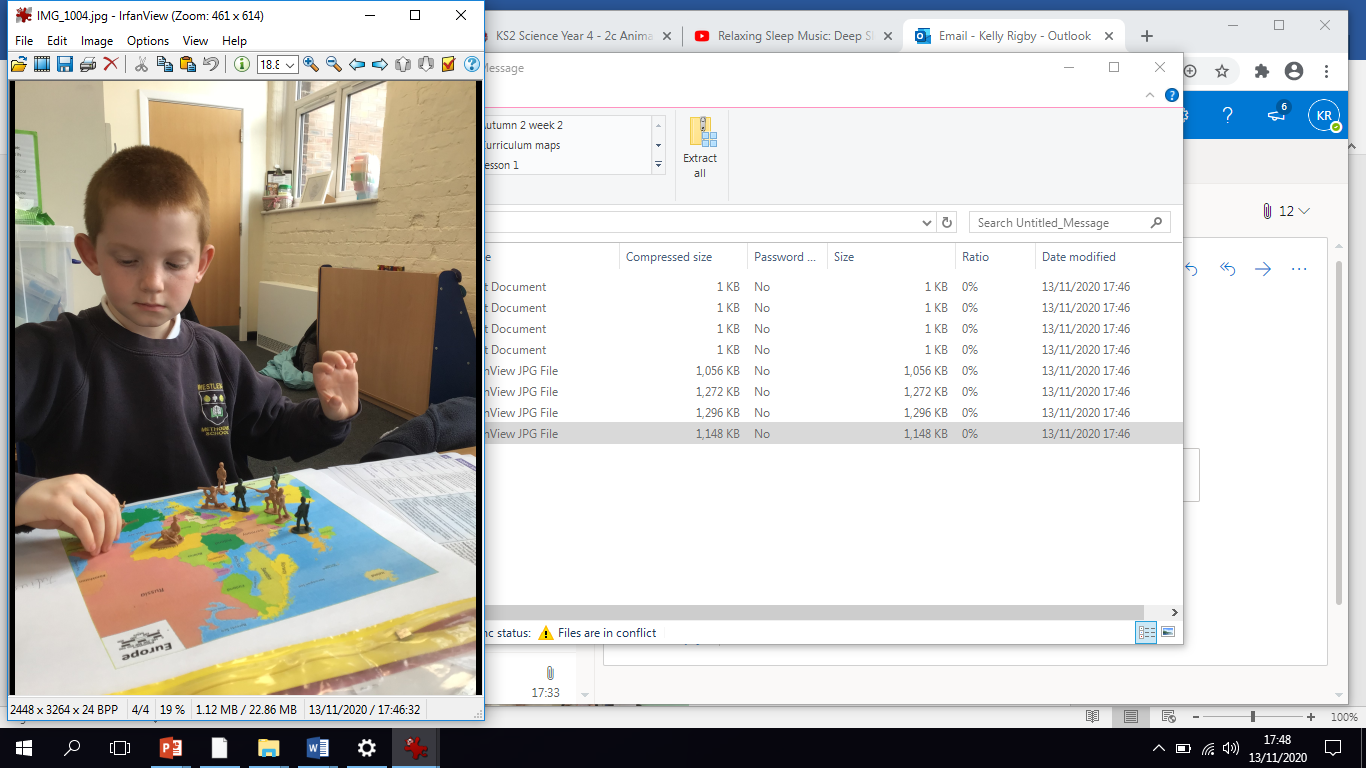 IMG_1004.jpg - IrfanView (Zoom: 461 x 614)
File Edit Image Options View Help
18.8
KS2 Science Year 4 - 2c Anima
Relaxing Sleep Music: Deep S
Email - Kelly Rigby - Outlook
Message
6
KR
Autumn 2 week 2
Curriculum maps
Lesson 1
Extract
all
12
Search Untitled_Message
Compressed size Password ... Size Ratio Date modified
t Document 1 KB No 1 KB 0% 13/11/2020 17:46
t Document 1 KB No 1 KB 0% 13/11/2020 17:46
t Document 1 KB No 1 KB 0% 13/11/2020 17:46
t Document 1 KB No 1 KB 0% 13/11/2020 17:46
nView JPG File 1,056 KB No 1,056 KB 0% 13/11/2020 17:46
nView JPG File 1,272 KB No 1,272 KB 0% 13/11/2020 17:46
nView JPG File 1,296 KB No 1,296 KB 0% 13/11/2020 17:46
nView JPG File 1,148 KB No 1,148 KB 0% 13/11/2020 17:46
METHODIST
SCHOOL
Russia
Europe
nc status: Files are in conflict
17:33
2448 x 3264 x 24 BPP 4/4 19 % 1.12 MB / 22.86 MB 13/11/2020 / 17:46:32
100%
17:48
13/11/2020